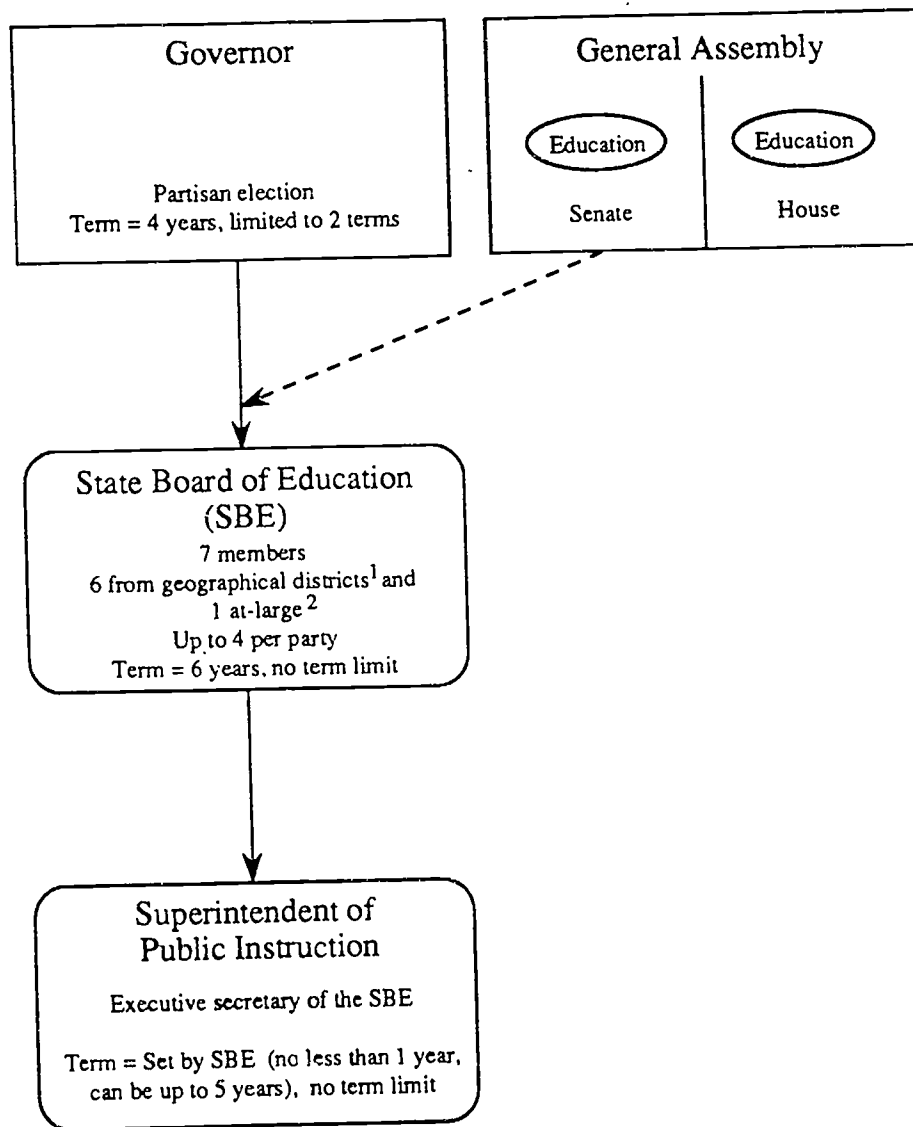 Governor
Partisan election
Term = 4 years, limited to 2 terms
General Assembly
Education
Senate
Education
House
State Board of Education
(SBE)
7 members
6 from geographical districts1 and
1 at-large 2
Up to 4 per party
Term = 6 years, no term limit
Superintendent of
Public Instruction
Executive secretary of the SBE
Term = Set by SBE (no less than 1 year,
can be up to 5 years), no term limit